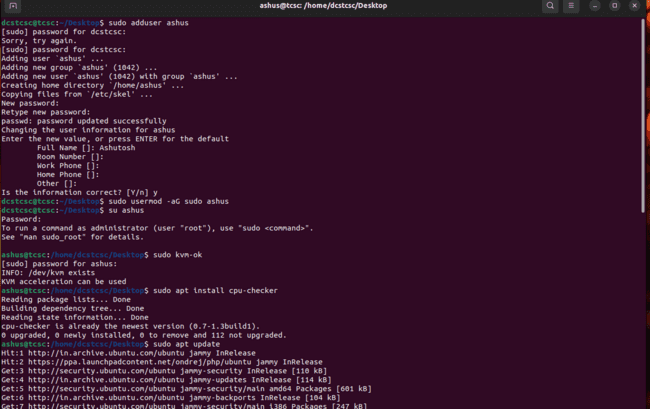 ashus@tcsc: /home/dcstcsc/Desktop
dcstcsc@tcsc:~/Desktop$ sudo adduser ashus
[sudo] password for dcstcsc:
Sorry, try again.
[sudo] password for dcstcsc:
Adding user `ashus' ...
Adding new group `ashus' (1042) ...
Adding new user `ashus' (1042) with group `ashus' ...
Creating home directory `/home/ashus' ...
Copying files from `/etc/skel' ...
New password:
Retype new password:
passwd: password updated successfully
Changing the user information for ashus
Enter the new value, or press ENTER for the default
Full Name []: Ashutosh
Room Number []:
Work Phone []:
Home Phone []:
Other []:
Is the information correct? [Y/n] y
dcstcsc@tcsc:~/Desktop$ sudo usermod -aG sudo ashus
dcstcsc@tcsc:~/Desktop$ su ashus
Password:
To run a command as administrator (user "root"), use "sudo <command>".
See "man sudo_root" for details.
ashus@tcsc:/home/dcstcsc/Desktop$ sudo kvm-ok
[sudo] password for ashus:
INFO: /dev/kvm exists
KVM acceleration can be used
ashus@tcsc:/home/dcstcsc/Desktop$ sudo apt install cpu-checker
Reading package lists... Done
Building dependency tree... Done
Reading state information... Done
cpu-checker is already the newest version (0.7-1.3build1).
0 upgraded, 0 newly installed, 0 to remove and 112 not upgraded.
ashus@tcsc:/home/dcstcsc/Desktop$ sudo apt update
Hit:1 http://in.archive.ubuntu.com/ubuntu jammy InRelease
Hit:2 https://ppa.launchpadcontent.net/ondrej/php/ubuntu jammy InRelease
Get:3 http://security.ubuntu.com/ubuntu jammy-security InRelease [110 kB]
Get:4 http://in.archive.ubuntu.com/ubuntu jammy-updates InRelease [114 kB]
Get:5 http://security.ubuntu.com/ubuntu jammy-security/main amd64 Packages [601 kB]
Get:6 http://in.archive.ubuntu.com/ubuntu jammy-backports InRelease [104 kB]
Get:7 http://security.ubuntu.com/ubuntu jammy-security/main i386 Packages [247 kB]